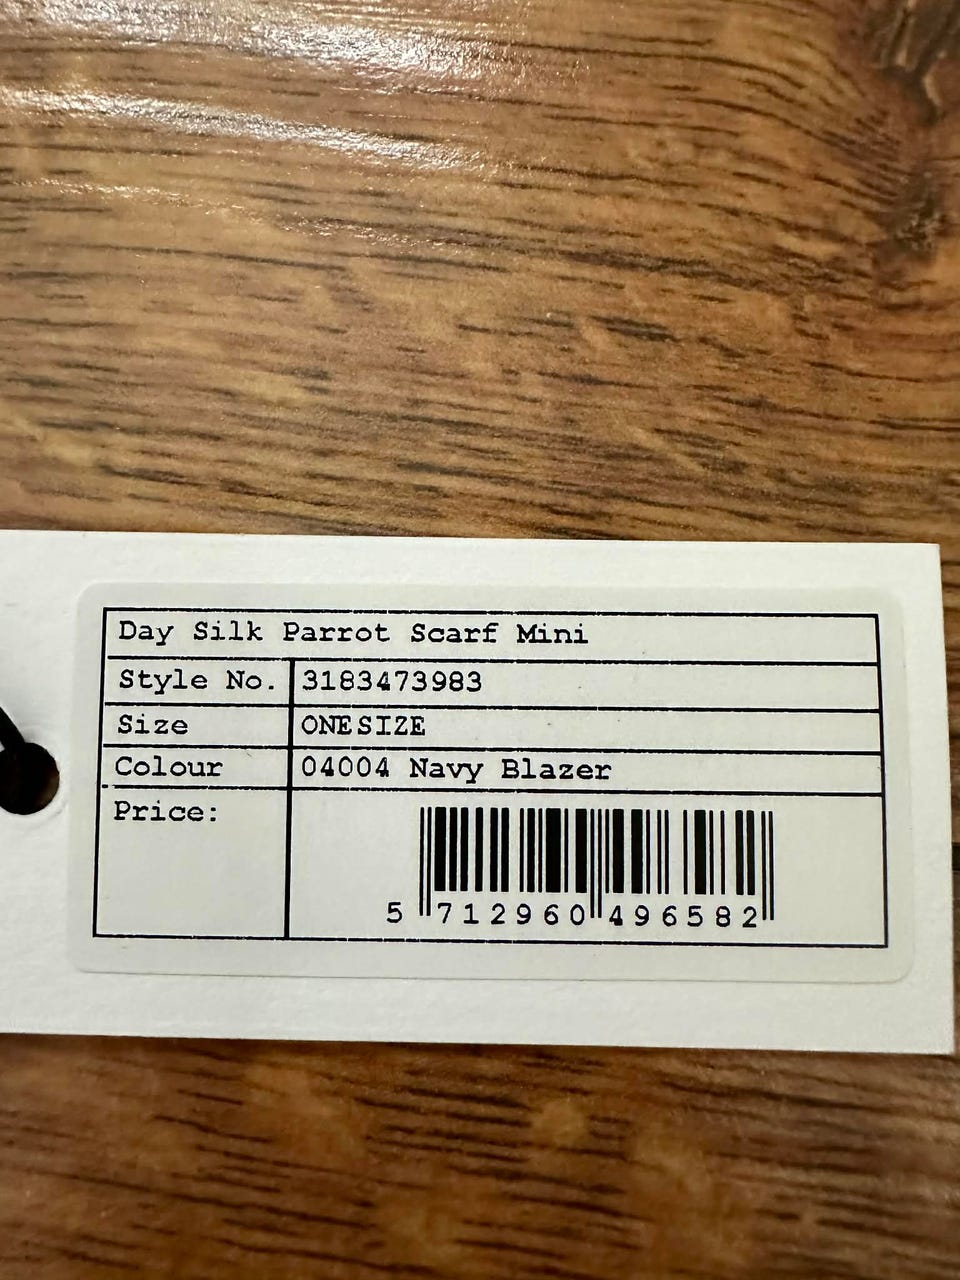 Day Silk Parrot Scarf Mini
Style No. 3183473983
Size ONESIZE
Colour 04004 Navy Blazer
Price:
5 712960 496582